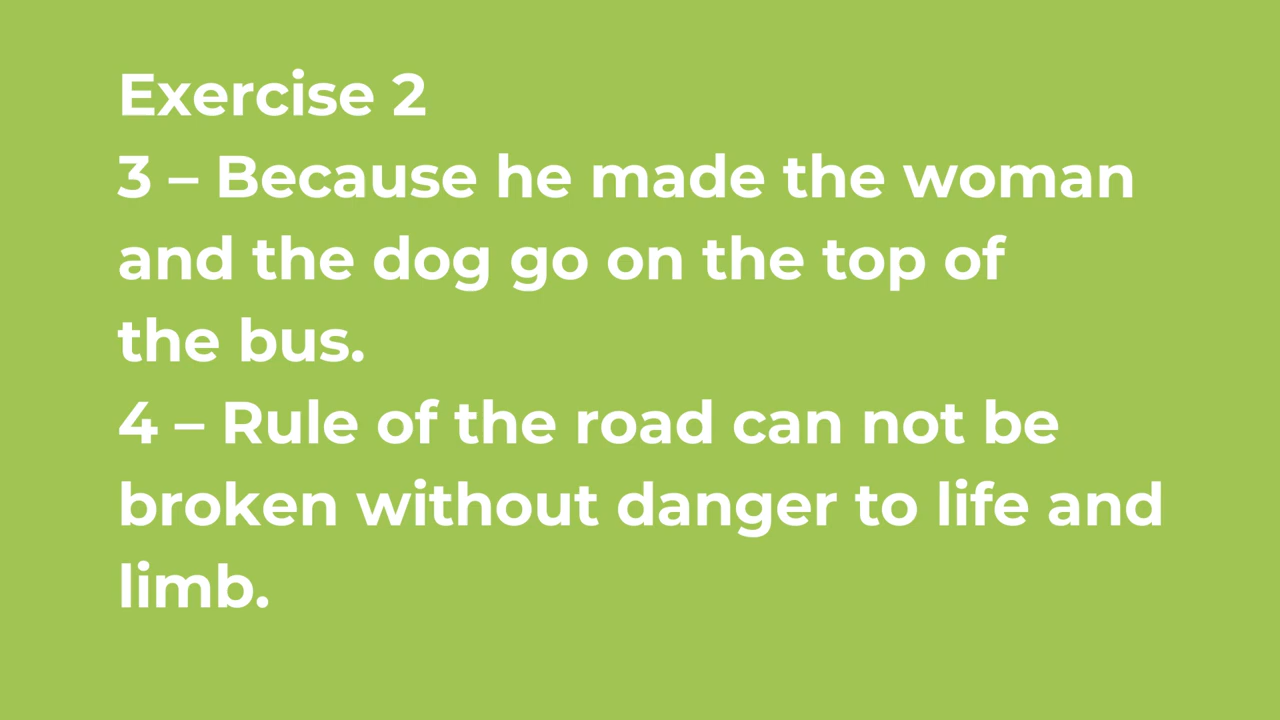 Exercise 2
3 – Because he made the woman
and the dog go on the top of
the bus.
4 – Rule of the road can not be
broken without danger to life and
limb.